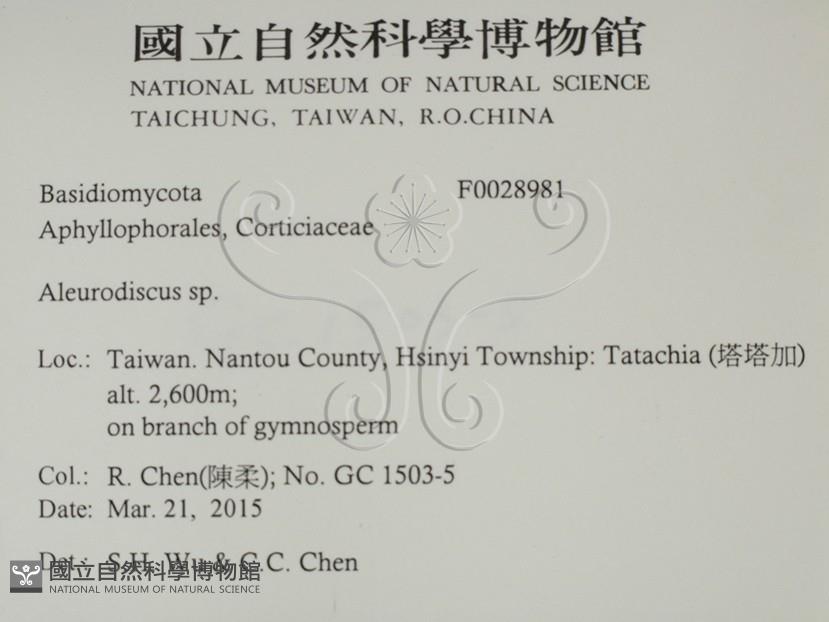 國立自然科學博物館
NATIONAL MUSEUM OF NATURAL SCIENCE
TAICHUNG, TAIWAN, R.O.CHINA
Basidiomycota F0028981
Aphyllophorales, Corticiaceae
Aleurodiscus sp.
Loc.: Taiwan. Nantou County, Hsinyi Township: Tatachia (塔塔加)
alt. 2,600m;
on branch of gymnosperm
Col.: R. Chen(陳柔); No. GC 1503-5
Date: Mar. 21, 2015
Det.: S.H. Wu & C.C. Chen
國立自然科學博物館
NATIONAL MUSEUM OF NATURAL SCIENCE